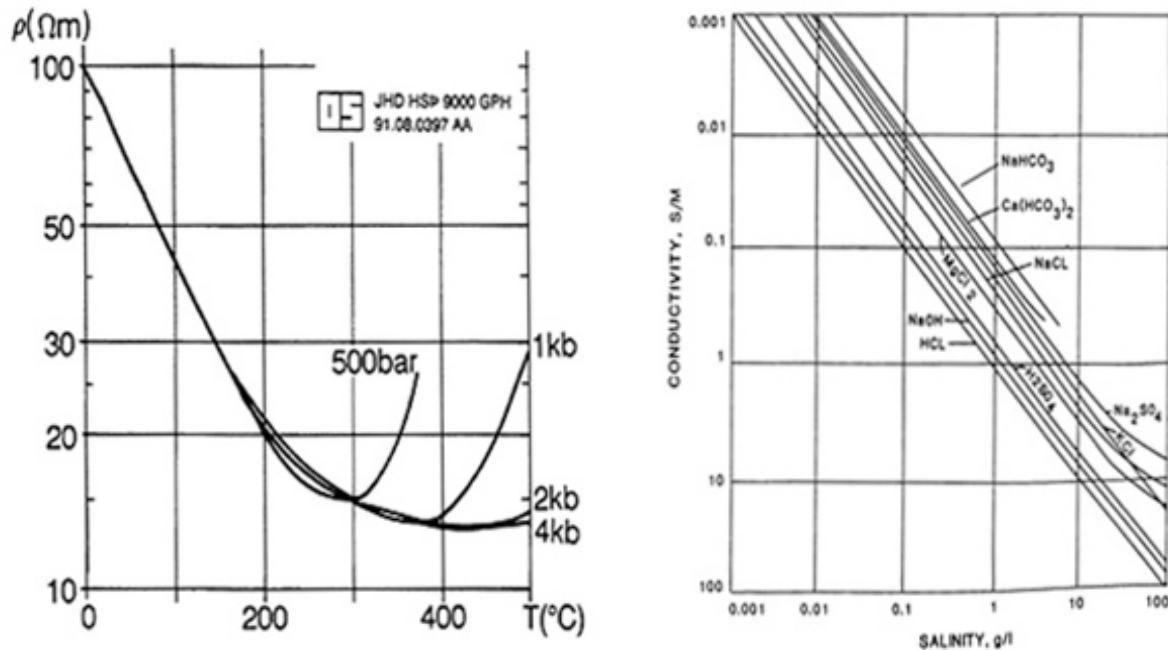 ρ(Ωm)
100
50
30
20
10
JHD HSÞ 9000 GPH
91.08.0397 AA
500bar
1kb
2kb
4kb
0
200
300
400
T(°C)
CONDUCTIVITY, S/M
0.001
0.01
0.1
1
10
100
NaHCO3
Ca(HCO3)2
NaCL
MgCl2
NaOH
HCL
H2SO4
Na2SO4
KCl
0.001
0.01
0.1
1
10
100
SALINITY, g/l